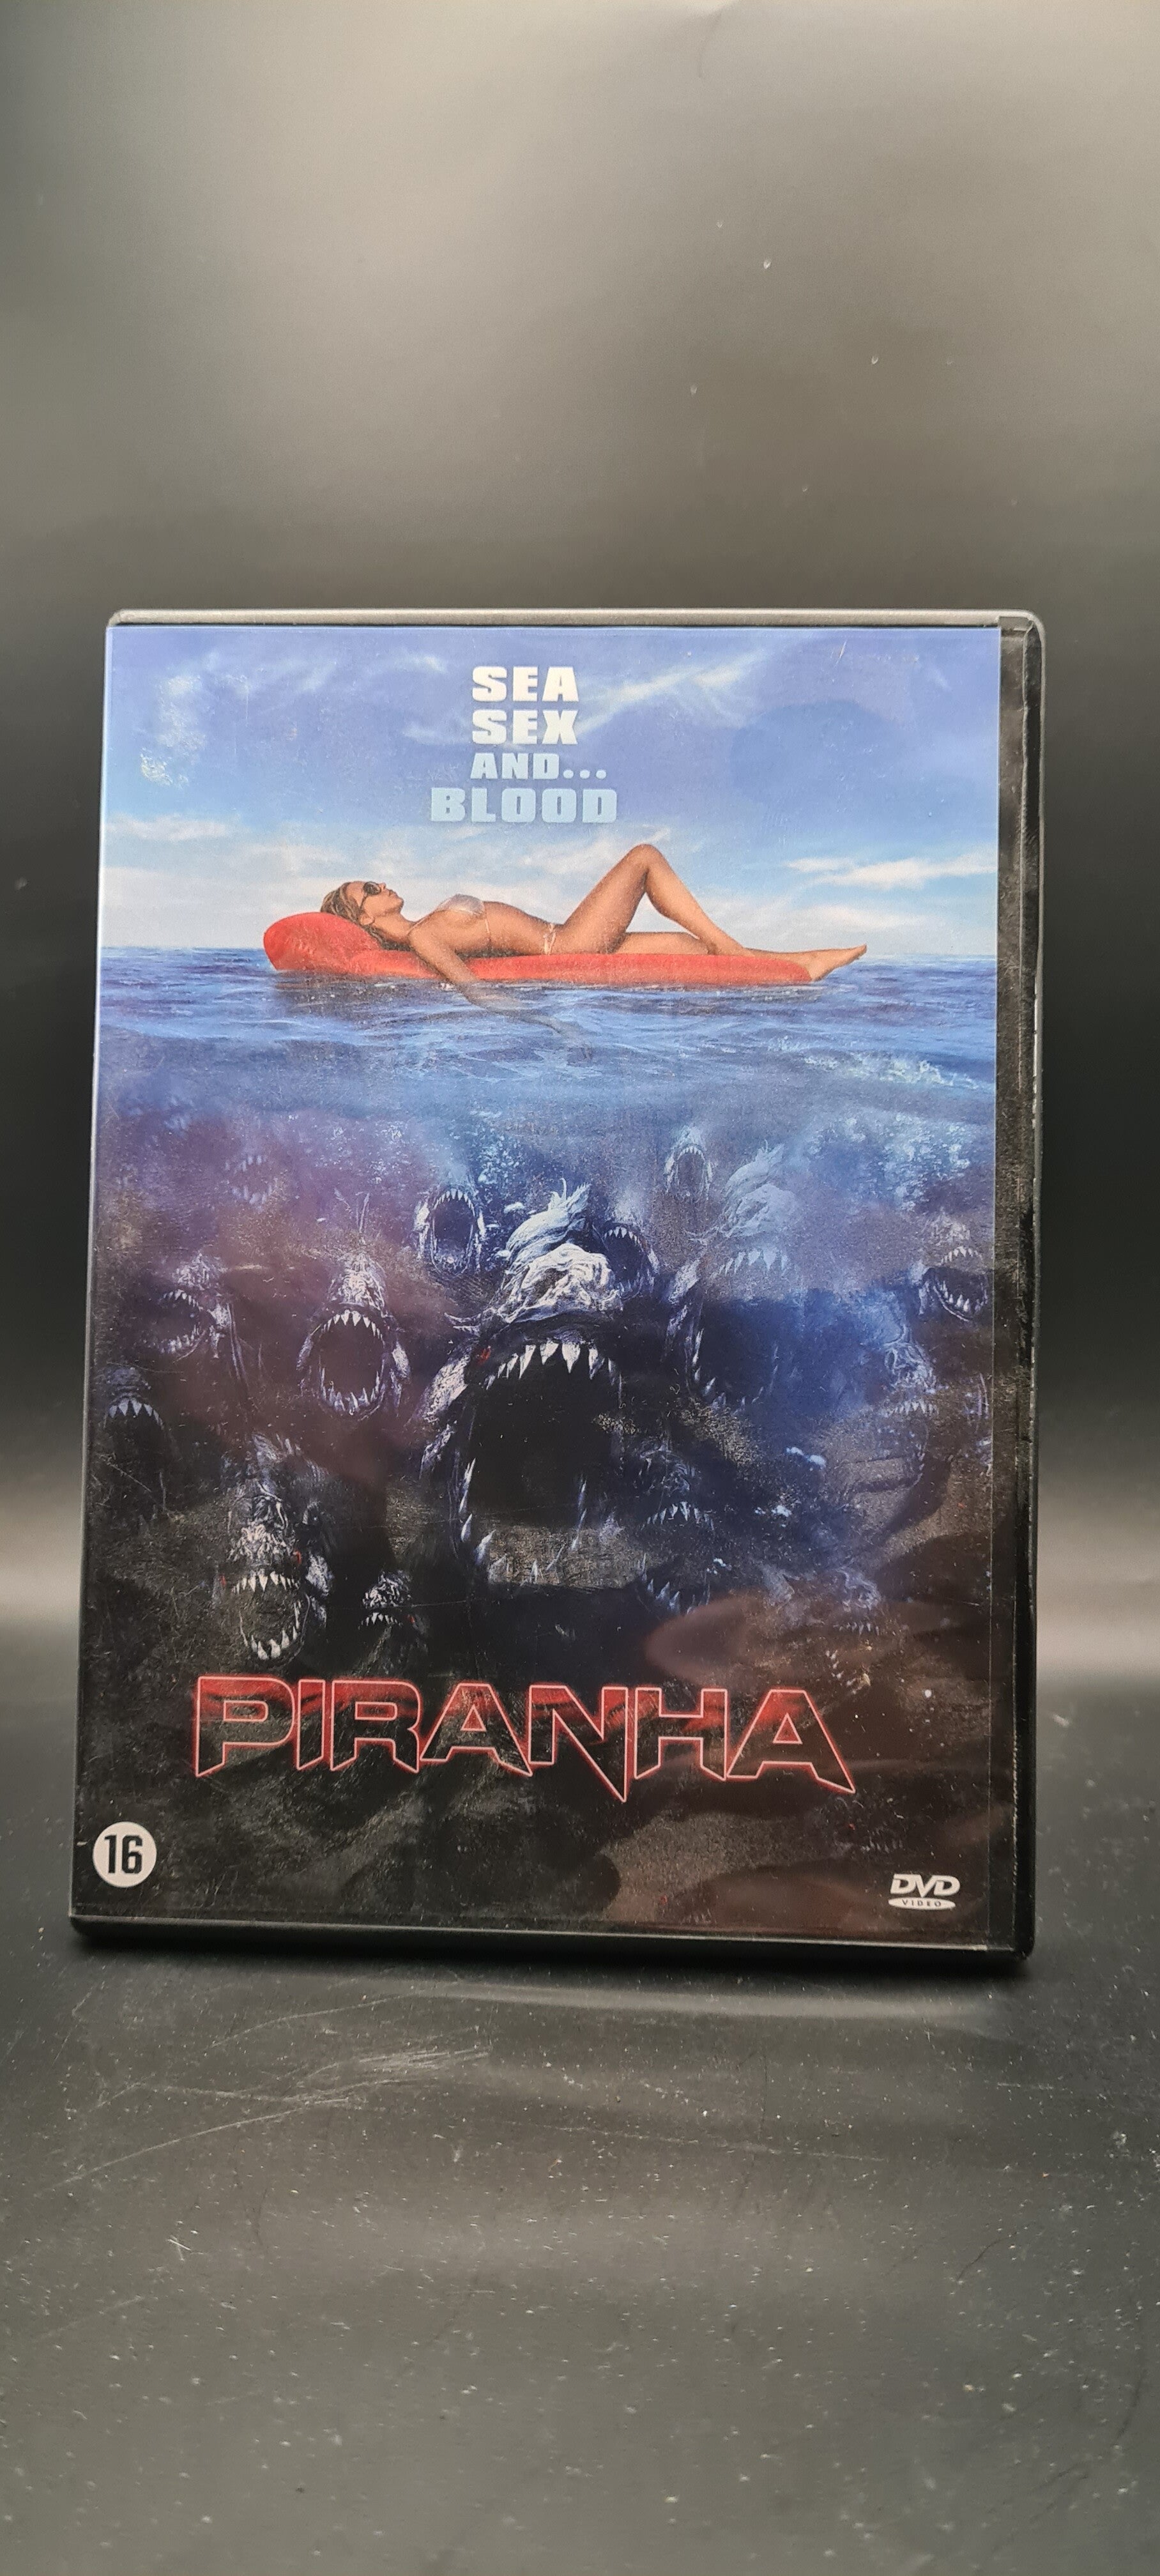 SEA
SEX
AND...
BLOOD
PIRANHA
16
DVD
VIDEO